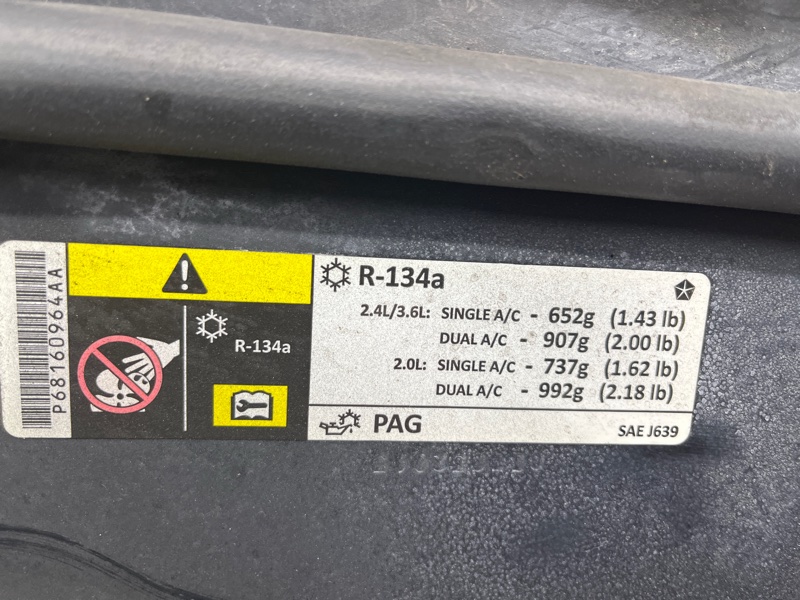 P68160964AA
R-134a
R-134a
2.4L/3.6L: SINGLE A/C - 652g (1.43 lb)
DUAL A/C - 907g (2.00 lb)
2.0L: SINGLE A/C - 737g (1.62 lb)
DUAL A/C - 992g (2.18 lb)
PAG
SAE J639